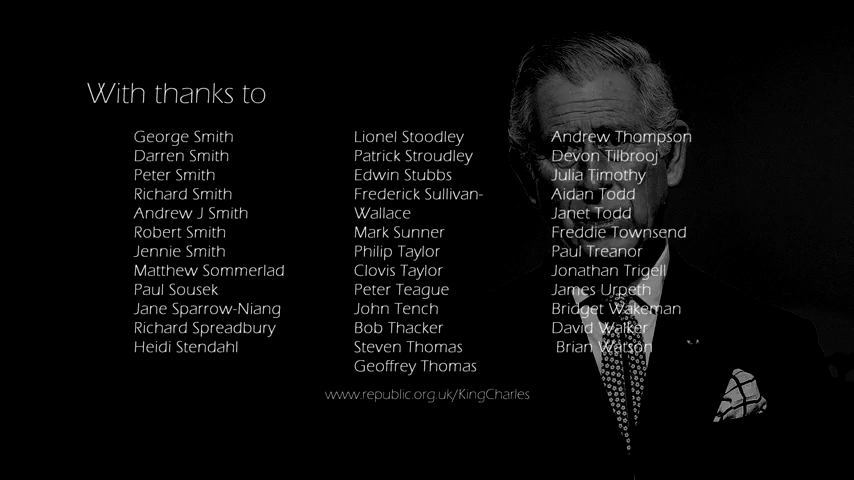 With thanks to
George Smith
Darren Smith
Peter Smith
Richard Smith
Andrew J Smith
Robert Smith
Jennie Smith
Matthew Sommerlad
Paul Sousek
Jane Sparrow-Niang
Richard Spreadbury
Heidi Stendahl
Lionel Stoodley
Patrick Stroudley
Edwin Stubbs
Frederick Sullivan-
Wallace
Mark Sunner
Philip Taylor
Clovis Taylor
Peter Teague
John Tench
Bob Thacker
Steven Thomas
Geoffrey Thomas
Andrew Thompson
Devon Tilbrooj
Julia Timothy
Aidan Todd
Janet Todd
Freddie Townsend
Paul Treanor
Jonathan Trigell
James Urpeth
Bridget Wakeman
David Walker
Brian Watson
www.republic.org.uk/KingCharles